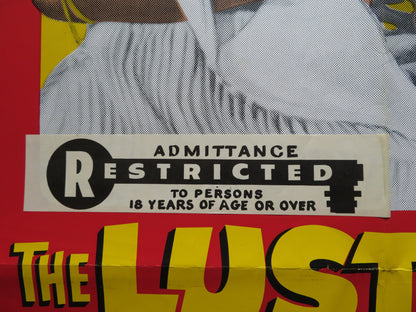 ADMITTANCE
RESTRICTED
TO PERSONS
18 YEARS OF AGE OR OVER
THE LUST